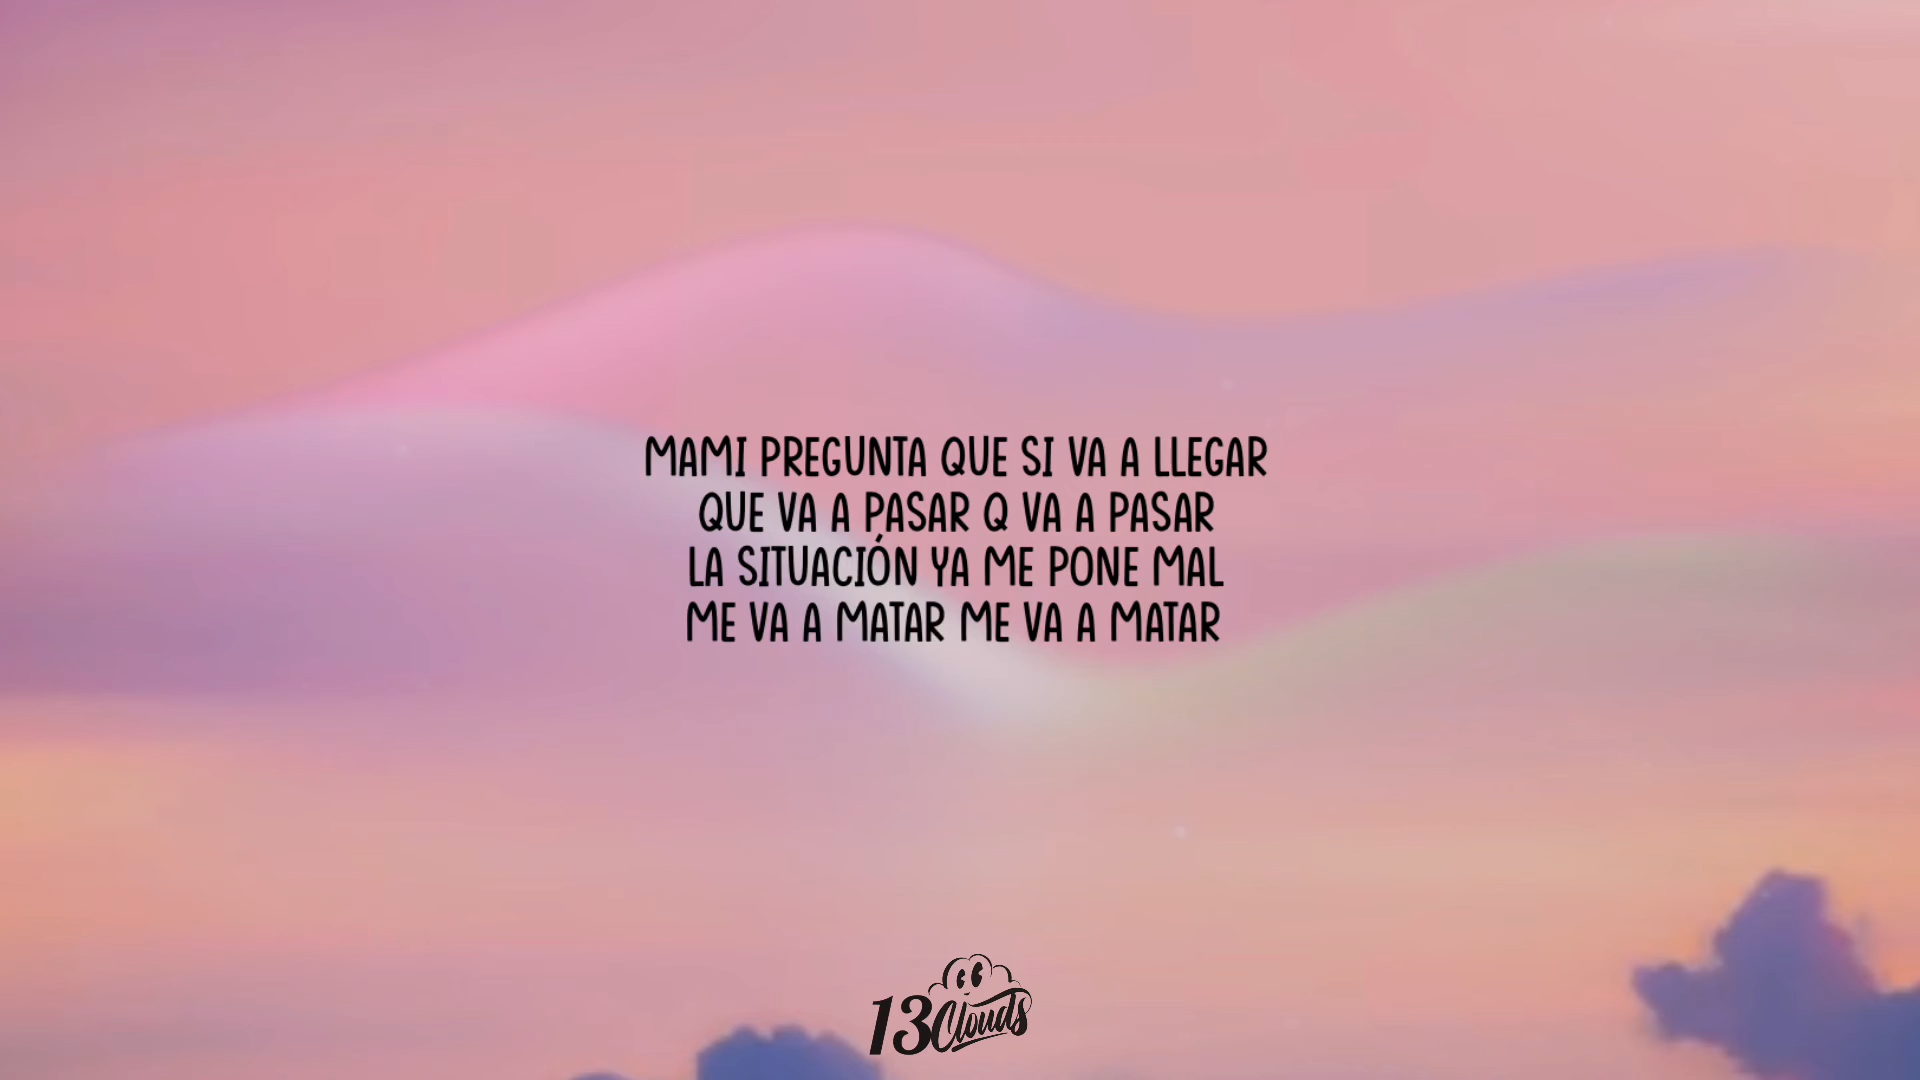 MAMI PREGUNTA QUE SI VA A LLEGAR
QUE VA A PASAR Q VA A PASAR
LA SITUACIÓN YA ME PONE MAL
ME VA A MATAR ME VA A MATAR
13Clouds